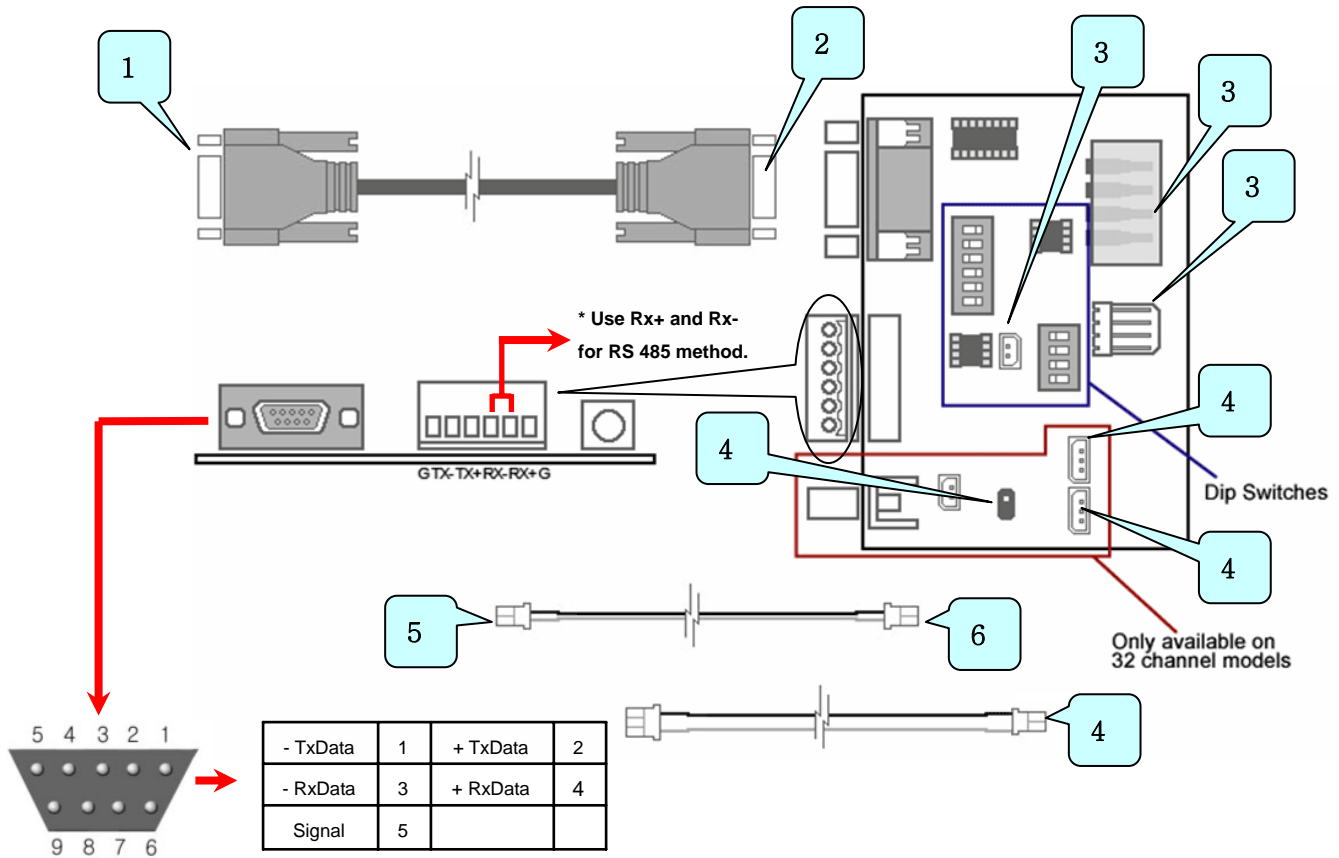 1
2
3
3
3
* Use Rx+ and Rx-
for RS 485 method.
GTX-TX+RX-RX+G
4
4
Dip Switches
4
5
6
Only available on
32 channel models
4
5 4 3 2 1
9 8 7 6
- TxData 1 + TxData 2
- RxData 3 + RxData 4
Signal 5